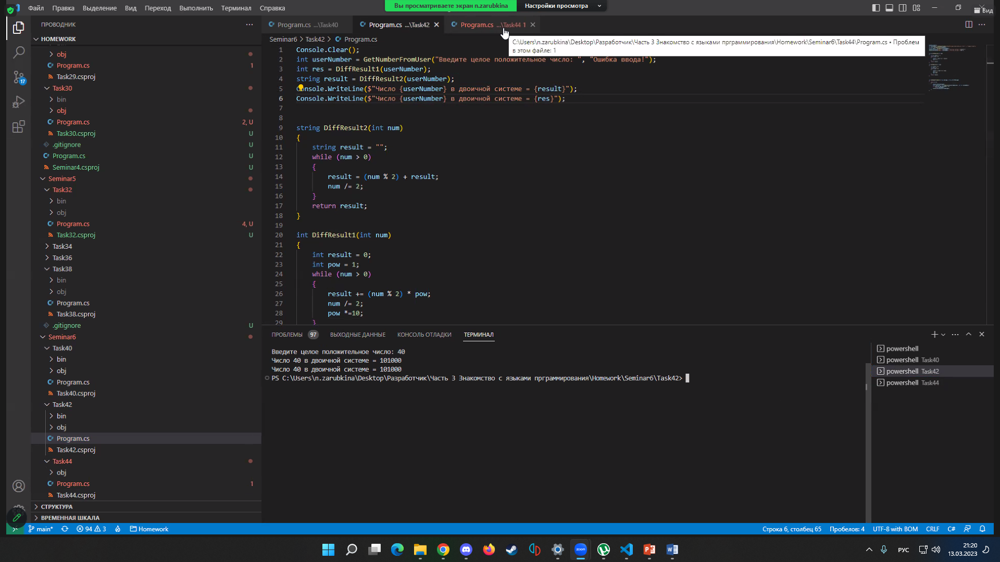 Файл Правка Выделение Вид Переход Выполнить Терминал Справка
Вы просматриваете экран n.zarubkina Настройки просмотра
Вид
ПРОВОДНИК
HOMEWORK
obj
Program.cs 1
Task29.csproj
Task30
bin
obj
Program.cs 2, U
Task30.csproj U
.gitignore U
Program.cs U
Seminar4.csproj U
Seminar5
Task32
bin
obj
Program.cs 4, U
Task32.csproj U
Task34
Task36
Task38
bin
obj
Program.cs
Task38.csproj
.gitignore U
Seminar6
Task40
bin
obj
Program.cs
Task40.csproj
Task42
bin
obj
Program.cs
Task42.csproj
Task44
obj
Program.cs 1
Task44.csproj
СТРУКТУРА
ВРЕМЕННАЯ ШКАЛА
17
Program.cs ...\Task40 Program.cs ...\Task42 Program.cs ...\Task44 1
Seminar6 > Task42 > Program.cs
C:\Users\n.zarubkina\Desktop\Разработчик\Часть 3 Знакомство с языками прграммирования\Homework\Seminar6\Task44\Program.cs • Проблем
в этом файле: 1
1 Console.Clear();
2 int userNumber = GetNumberFromUser("Введите целое положительное число: ", "Ошибка ввода!");
3 int res = DiffResult1(userNumber);
4 string result = DiffResult2(userNumber);
5 Console.WriteLine($"Число {userNumber} в двоичной системе = {result}");
6 Console.WriteLine($"Число {userNumber} в двоичной системе = {res}");
7
8
9 string DiffResult2(int num)
10 {
11 string result = "";
12 while (num > 0)
13 {
14 result = (num % 2) + result;
15 num /= 2;
16 }
17 return result;
18 }
19
20 int DiffResult1(int num)
21 {
22 int result = 0;
23 int pow = 1;
24 while (num > 0)
25 {
26 result += (num % 2) * pow;
27 num /= 2;
28 pow *=10;
29 }
ПРОБЛЕМЫ 97 ВЫХОДНЫЕ ДАННЫЕ КОНСОЛЬ ОТЛАДКИ ТЕРМИНАЛ
Введите целое положительное число: 40
Число 40 в двоичной системе = 101000
Число 40 в двоичной системе = 101000
PS C:\Users\n.zarubkina\Desktop\Разработчик\Часть 3 Знакомство с языками прграммирования\Homework\Seminar6\Task42>
powershell
powershell Task40
powershell Task42
powershell Task44
main* 94 3 Homework
Строка 6, столбец 65 Пробелов: 4 UTF-8 with BOM CRLF C#
zoom
РУС
21:20
13.03.2023